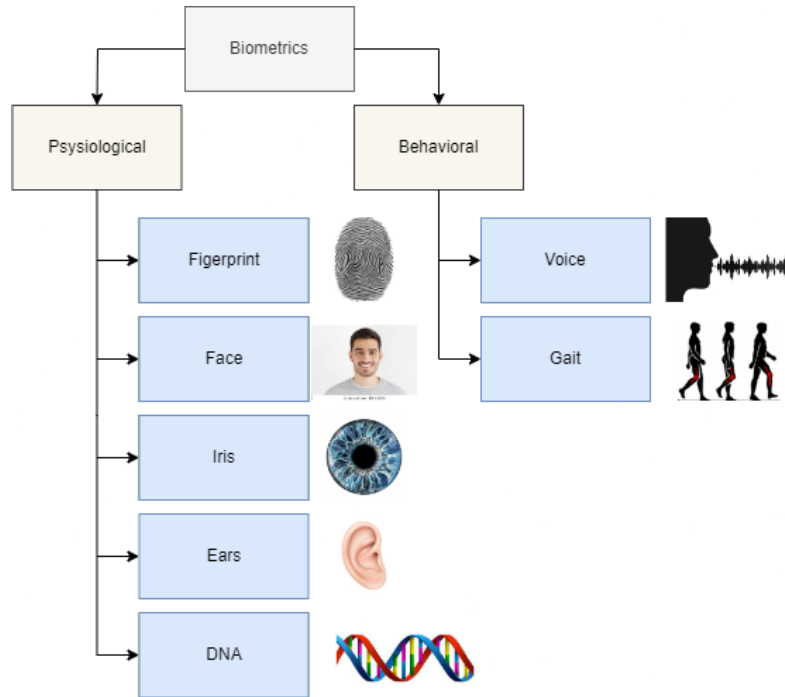 Biometrics
Psysiological
Behavioral
Figerprint
Voice
Face
Gait
Iris
Ears
DNA